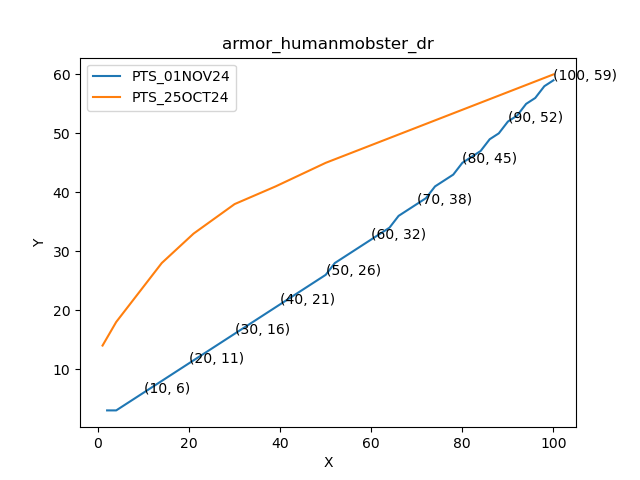 armor_humanmobster_dr
PTS_01NOV24
PTS_25OCT24
Y
60
50
40
30
20
10
(100, 59)
(90, 52)
(80, 45)
(70, 38)
(60, 32)
(50, 26)
(40, 21)
(30, 16)
(20, 11)
(10, 6)
0 20 40 60 80 100
X